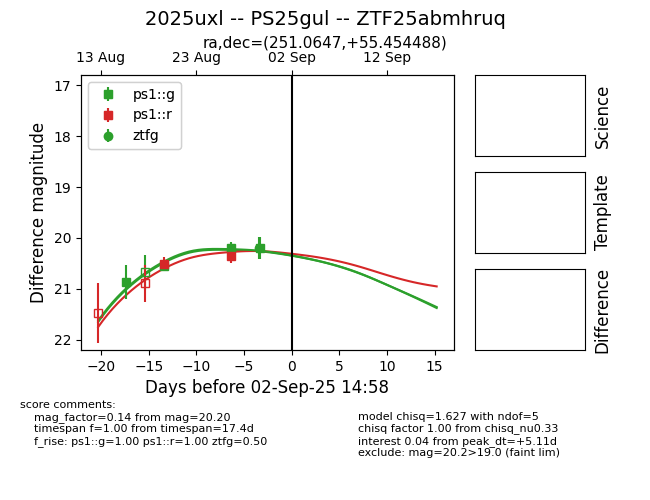 2025uxl -- PS25gul -- ZTF25abmhruq
ra,dec=(251.0647,+55.454488)
13 Aug 23 Aug 02 Sep 12 Sep
17
18
19
20
21
22
Difference magnitude
ps1::g
ps1::r
ztfg
−20 −15 −10 −5 0 5 10 15
Days before 02-Sep-25 14:58
Science
Template
Difference
score comments:
mag_factor=0.14 from mag=20.20
timespan f=1.00 from timespan=17.4d
f_rise: ps1::g=1.00 ps1::r=1.00 ztfg=0.50
model chisq=1.627 with ndof=5
chisq factor 1.00 from chisq_nu0.33
interest 0.04 from peak_dt=+5.11d
exclude: mag=20.2>19.0 (faint lim)